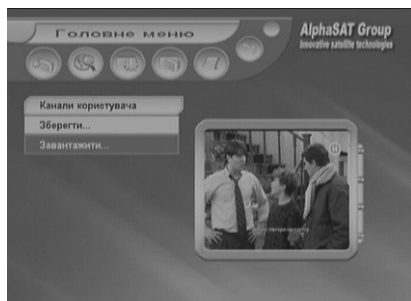 Головне меню
AlphaSAT Group
Innovative satellite technologies
Канали користувача
Зберегти...
Завантажити...